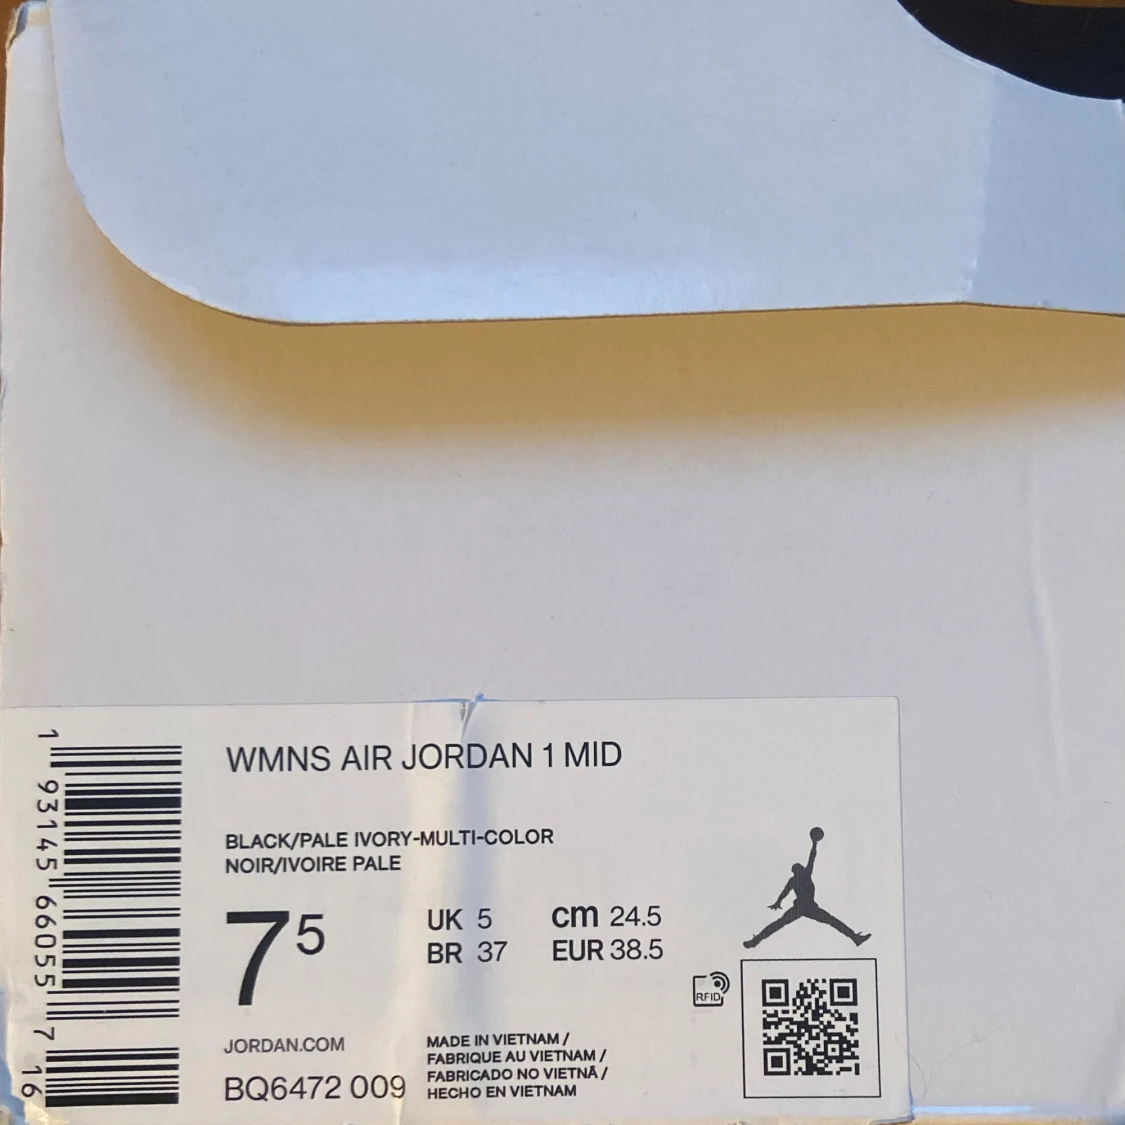 WMNS AIR JORDAN 1 MID
BLACK/PALE IVORY-MULTI-COLOR
NOIR/IVOIRE PALE
7 5
UK 5 cm 24.5
BR 37 EUR 38.5
RFID
JORDAN.COM
BQ6472 009
MADE IN VIETNAM /
FABRIQUE AU VIETNAM /
FABRICADO NO VIETNÃ /
HECHO EN VIETNAM
1 93145 66055 7 16